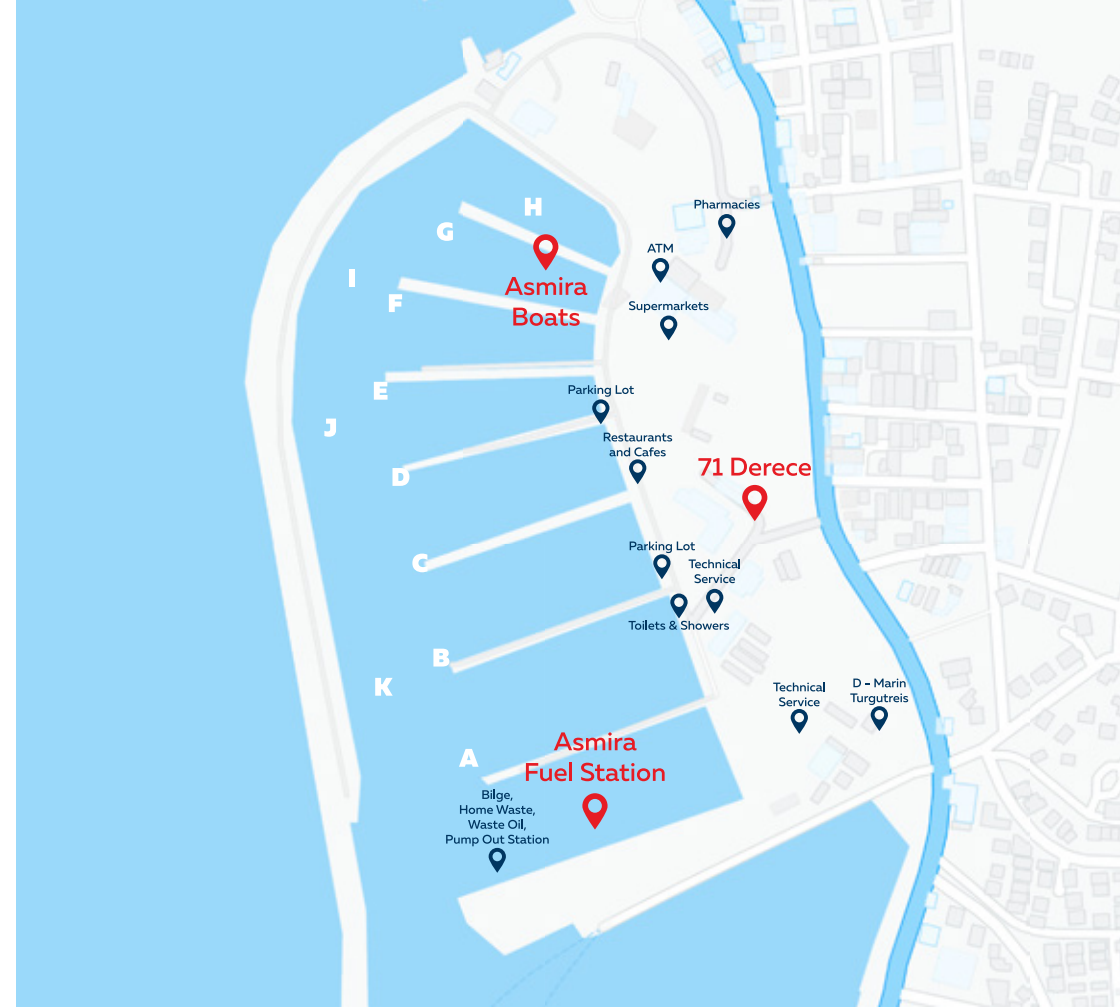 Pharmacies
H
G
ATM
I
Asmira
Boats
F
Supermarkets
E
Parking Lot
J
Restaurants
and Cafes
D
71 Derece
Parking Lot
C
Technical
Service
Toilets & Showers
B
K
Technical
Service
D - Marin
Turgutreis
A
Asmira
Fuel Station
Bilge,
Home Waste,
Waste Oil,
Pump Out Station